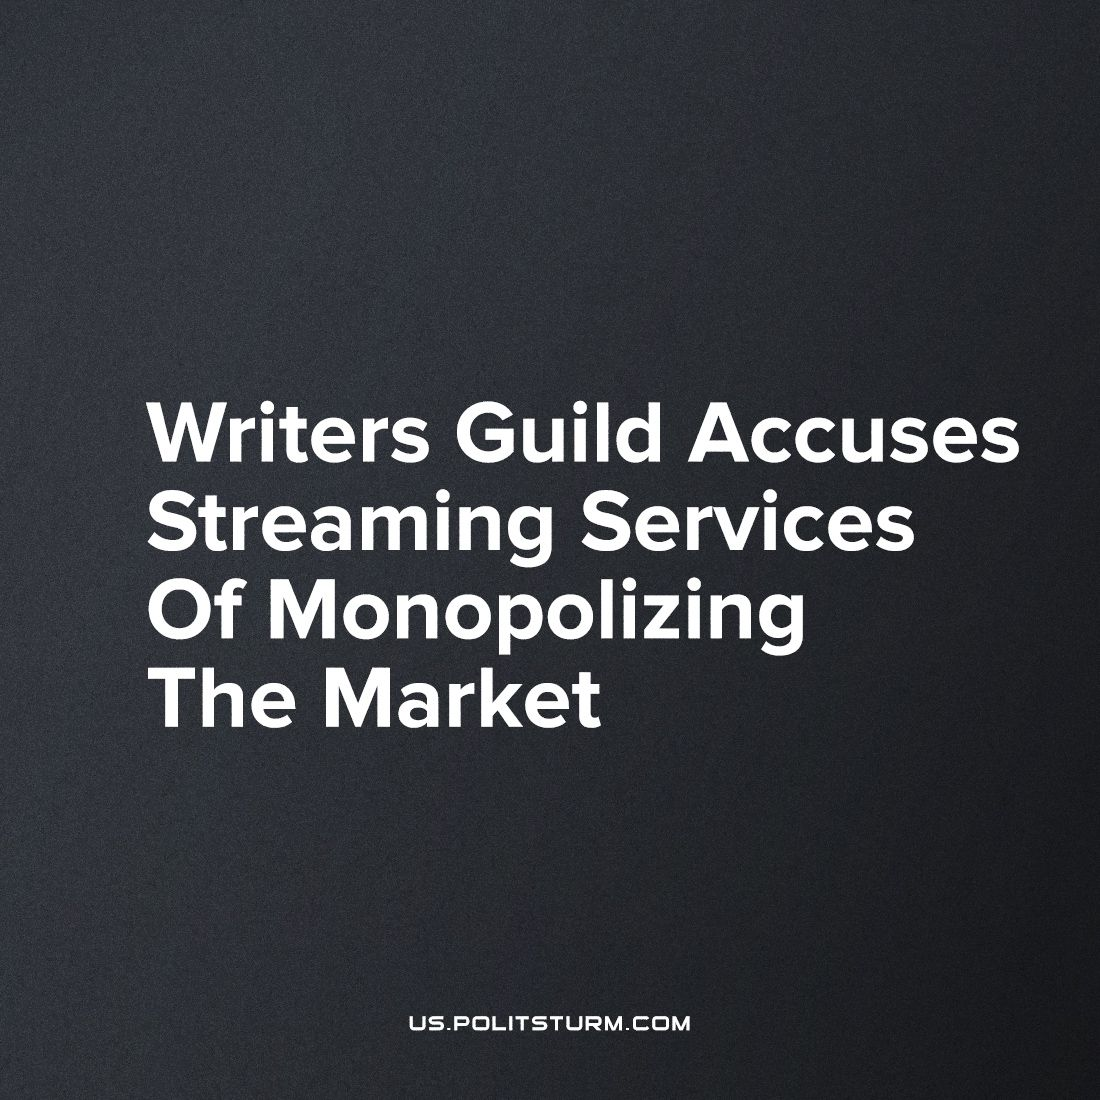 Writers Guild Accuses
Streaming Services
Of Monopolizing
The Market
US.POLITSTURM.COM